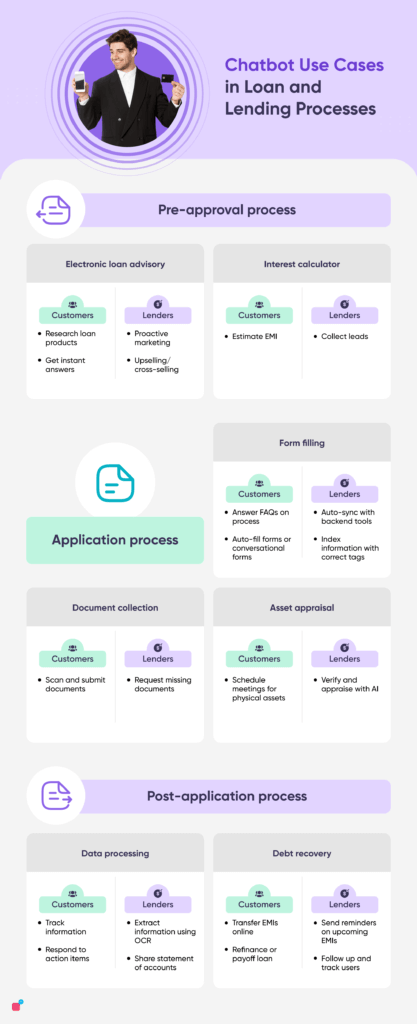 Chatbot Use Cases
in Loan and
Lending Processes
Pre-approval process
Electronic loan advisory
Customers
Research loan
products
Get instant
answers
Lenders
Proactive
marketing
Upselling/
cross-selling
Interest calculator
Customers
Estimate EMI
Lenders
Collect leads
Application process
Form filling
Customers
Answer FAQs on
process
Auto-fill forms or
conversational
forms
Lenders
Auto-sync with
backend tools
Index
information with
correct tags
Document collection
Customers
Scan and submit
documents
Lenders
Request missing
documents
Asset appraisal
Customers
Schedule
meetings for
physical assets
Lenders
Verify and
appraise with AI
Post-application process
Data processing
Customers
Track
information
Respond to
action items
Lenders
Extract
information using
OCR
Share statement
of accounts
Debt recovery
Customers
Transfer EMIs
online
Refinance or
payoff loan
Lenders
Send reminders
on upcoming
EMIs
Follow up and
track users